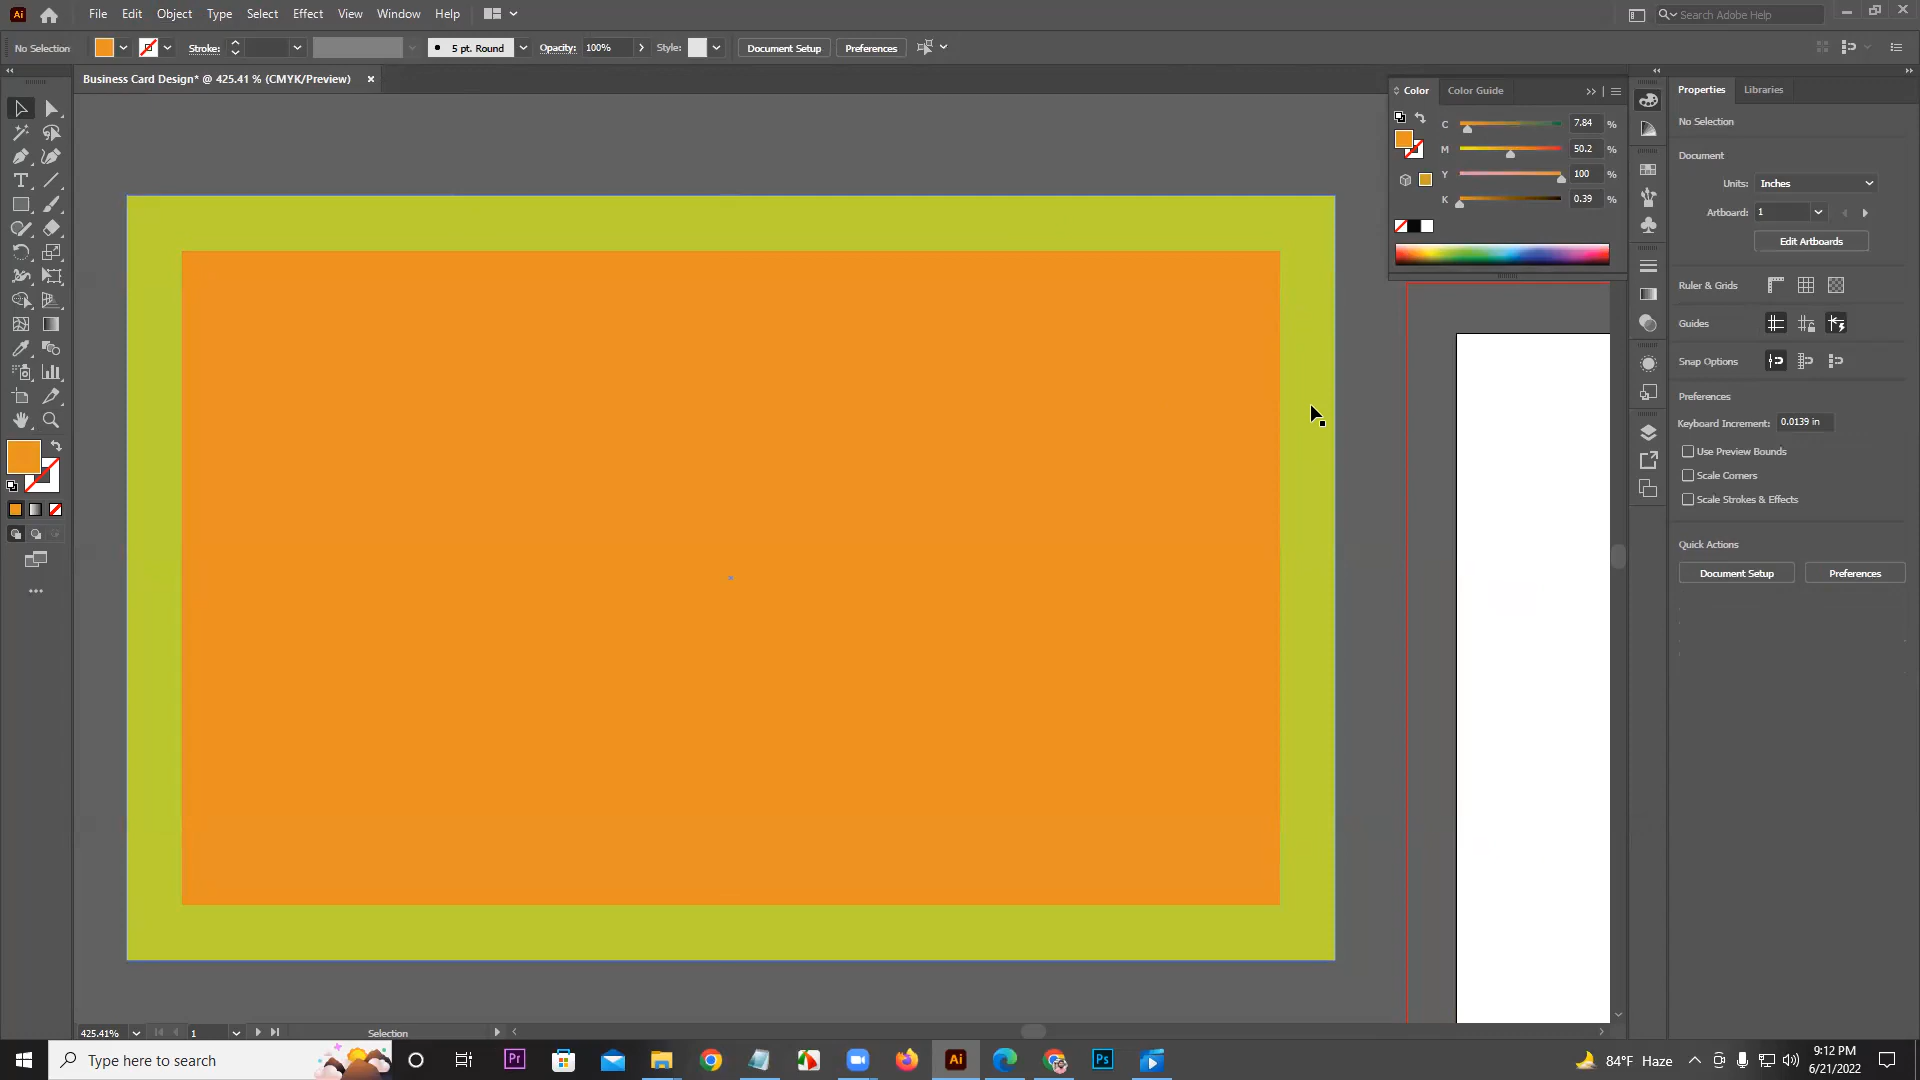 Ai File Edit Object Type Select Effect View Window Help Search Adobe Help
No Selection Stroke: 5 pt. Round Opacity: 100% Style: Document Setup Preferences
Business Card Design* @ 425.41 % (CMYK/Preview) ×
Color Color Guide
C 7.84 %
M 50.2 %
Y 100 %
K 0.39 %
Properties Libraries
No Selection
Document
Units: Inches
Artboard: 1
Edit Artboards
Ruler & Grids
Guides
Snap Options
Preferences
Keyboard Increment: 0.0139 in
Use Preview Bounds
Scale Corners
Scale Strokes & Effects
Quick Actions
Document Setup Preferences
425.41% 1 Selection
Type here to search Pr Ai Ps 84°F Haze 9:12 PM
6/21/2022